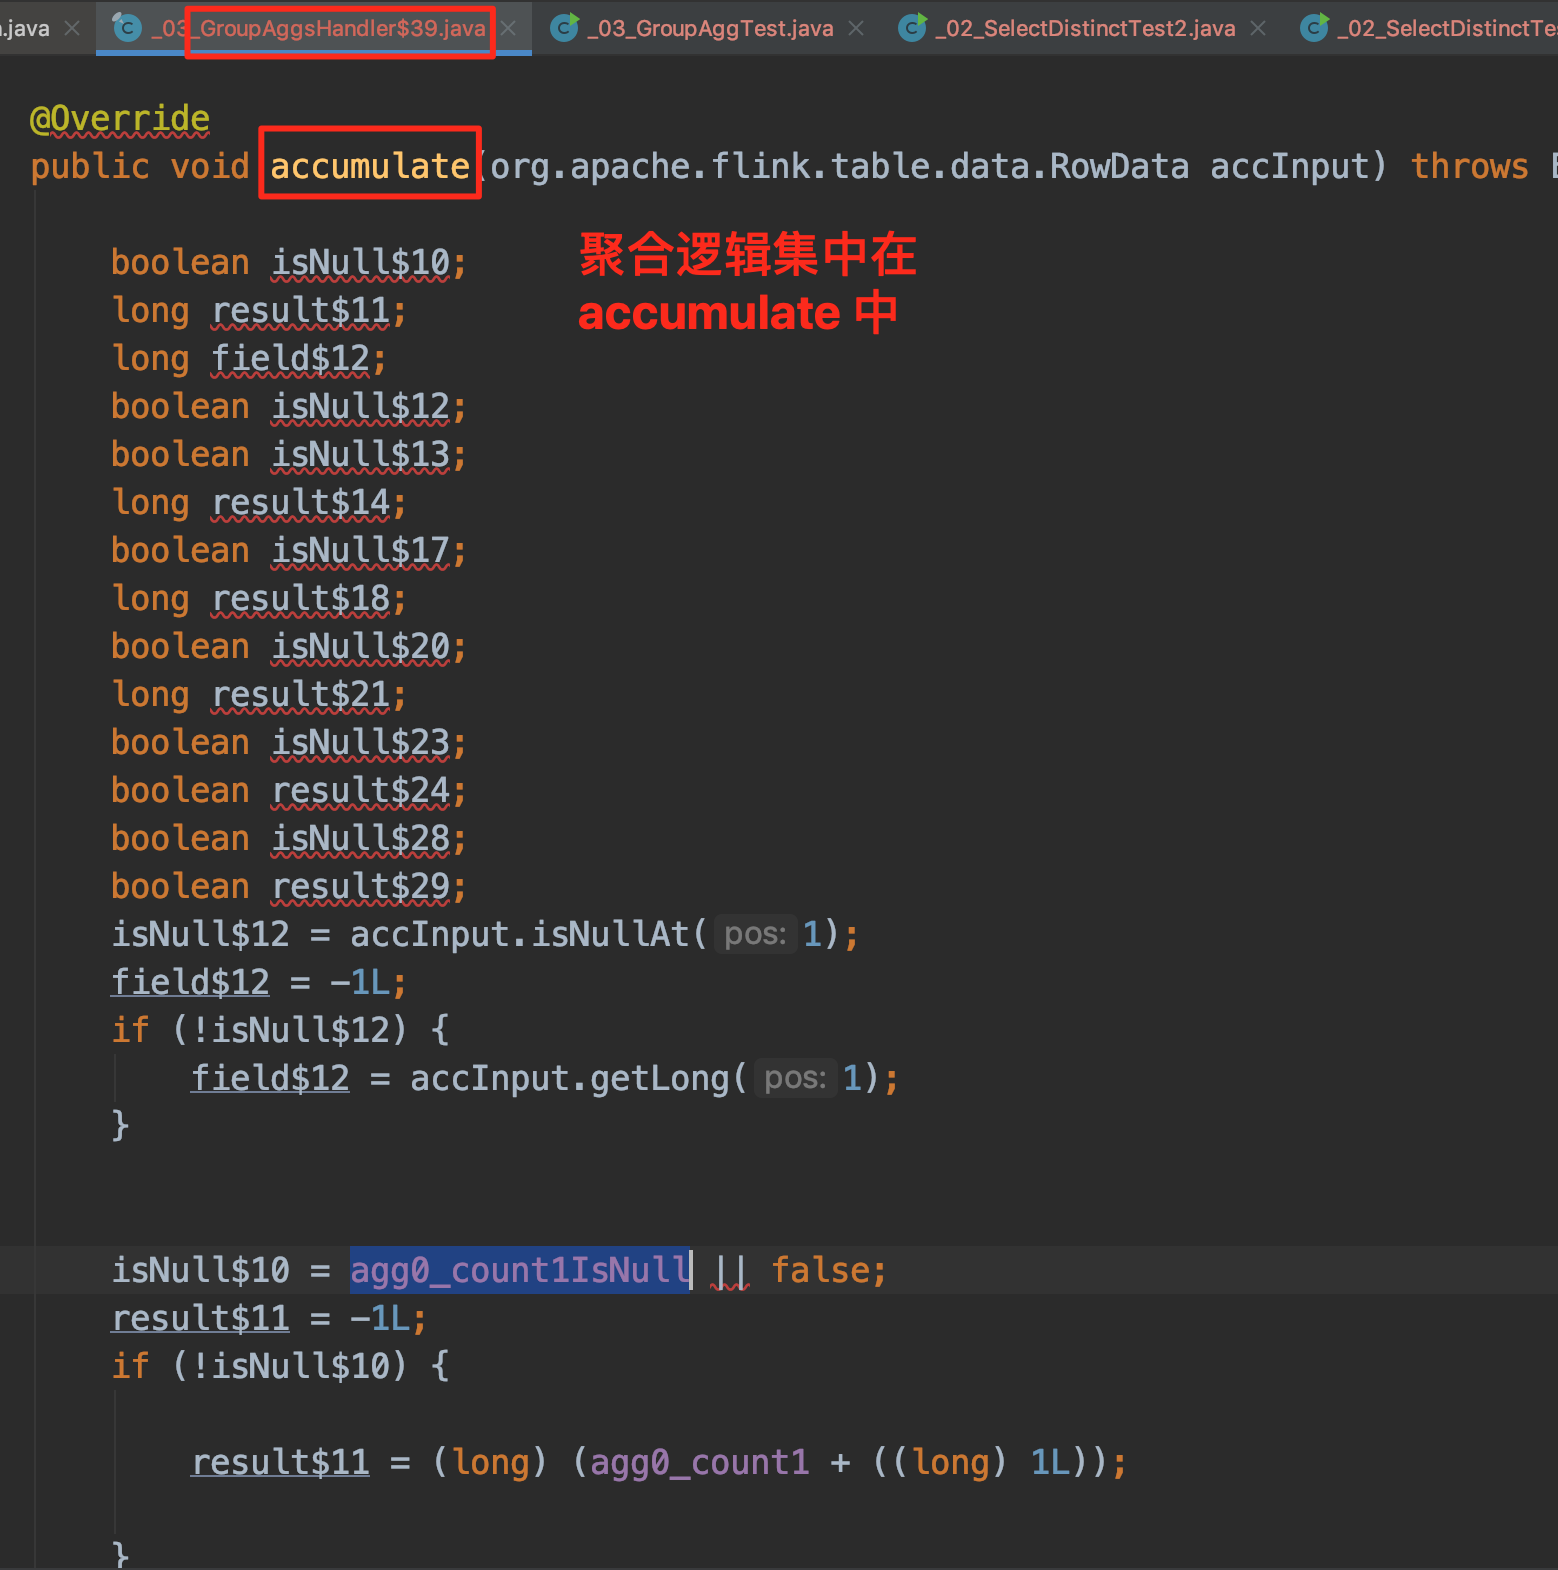 .java
_03_GroupAggsHandler$39.java
_03_GroupAggTest.java
_02_SelectDistinctTest2.java
_02_SelectDistinctTes
@Override
public void accumulate(org.apache.flink.table.data.RowData accInput) throws E
聚合逻辑集中在
accumulate 中
boolean isNull$10;
long result$11;
long field$12;
boolean isNull$12;
boolean isNull$13;
long result$14;
boolean isNull$17;
long result$18;
boolean isNull$20;
long result$21;
boolean isNull$23;
boolean result$24;
boolean isNull$28;
boolean result$29;
isNull$12 = accInput.isNullAt( pos: 1);
field$12 = -1L;
if (!isNull$12) {
field$12 = accInput.getLong( pos: 1);
}
isNull$10 = agg0_count1IsNull || false;
result$11 = -1L;
if (!isNull$10) {
result$11 = (long) (agg0_count1 + ((long) 1L));
}